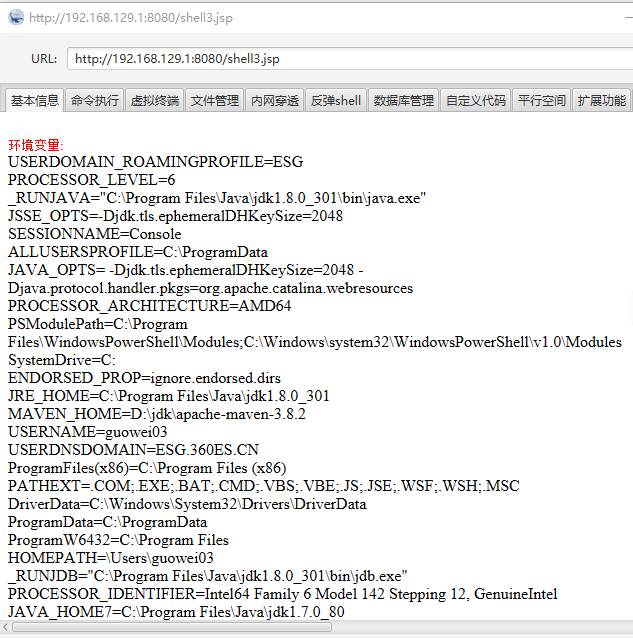 http://192.168.129.1:8080/shell3.jsp
URL: http://192.168.129.1:8080/shell3.jsp
基本信息 命令执行 虚拟终端 文件管理 内网穿透 反弹shell 数据库管理 自定义代码 平行空间 扩展功能
环境变量:
USERDOMAIN_ROAMINGPROFILE=ESG
PROCESSOR_LEVEL=6
_RUNJAVA="C:\Program Files\Java\jdk1.8.0_301\bin\java.exe"
JSSE_OPTS=-Djdk.tls.ephemeralDHKeySize=2048
SESSIONNAME=Console
ALLUSERSPROFILE=C:\ProgramData
JAVA_OPTS= -Djdk.tls.ephemeralDHKeySize=2048 -
Djava.protocol.handler.pkgs=org.apache.catalina.webresources
PROCESSOR_ARCHITECTURE=AMD64
PSModulePath=C:\Program
Files\WindowsPowerShell\Modules;C:\Windows\system32\WindowsPowerShell\v1.0\Modules
SystemDrive=C:
ENDORSED_PROP=ignore.endorsed.dirs
JRE_HOME=C:\Program Files\Java\jdk1.8.0_301
MAVEN_HOME=D:\jdk\apache-maven-3.8.2
USERNAME=guowei03
USERDNSDOMAIN=ESG.360ES.CN
ProgramFiles(x86)=C:\Program Files (x86)
PATHEXT=.COM;.EXE;.BAT;.CMD;.VBS;.VBE;.JS;.JSE;.WSF;.WSH;.MSC
DriverData=C:\Windows\System32\Drivers\DriverData
ProgramData=C:\ProgramData
ProgramW6432=C:\Program Files
HOMEPATH=\Users\guowei03
_RUNJDB="C:\Program Files\Java\jdk1.8.0_301\bin\jdb.exe"
PROCESSOR_IDENTIFIER=Intel64 Family 6 Model 142 Stepping 12, GenuineIntel
JAVA_HOME7=C:\Program Files\Java\jdk1.7.0_80